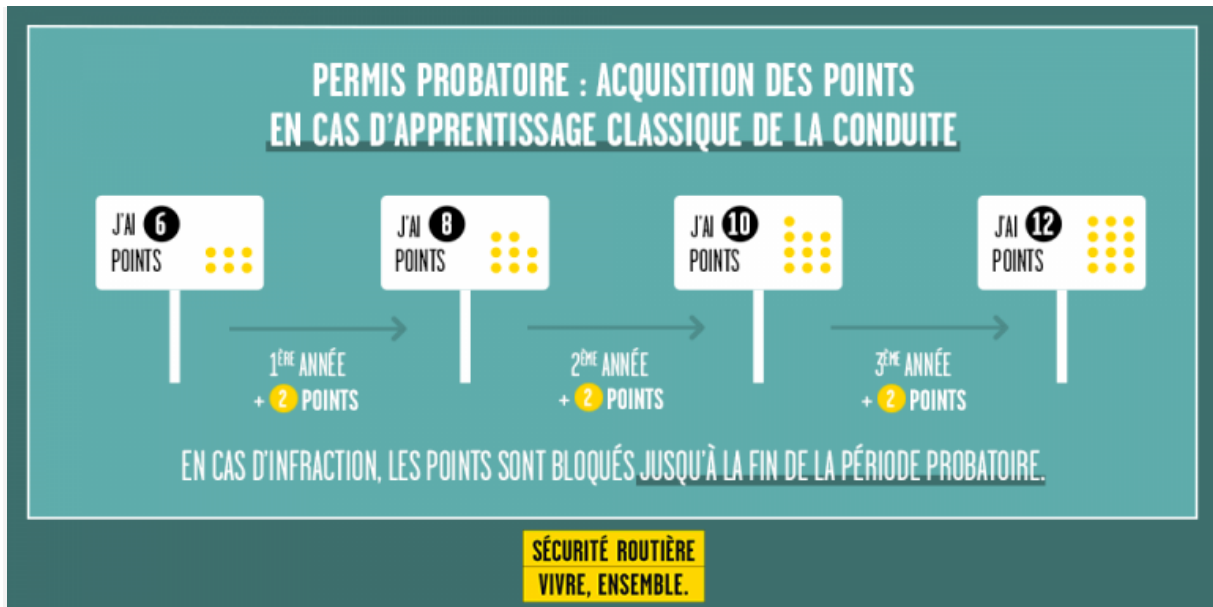 PERMIS PROBATOIRE : ACQUISITION DES POINTS
EN CAS D'APPRENTISSAGE CLASSIQUE DE LA CONDUITE
J'AI 6
POINTS
J'AI 8
POINTS
J'AI 10
POINTS
J'AI 12
POINTS
1ÈRE ANNÉE
+ 2 POINTS
2ÈME ANNÉE
+ 2 POINTS
3ÈME ANNÉE
+ 2 POINTS
EN CAS D'INFRACTION, LES POINTS SONT BLOQUÉS JUSQU'À LA FIN DE LA PÉRIODE PROBATOIRE.
SÉCURITÉ ROUTIÈRE
VIVRE, ENSEMBLE.